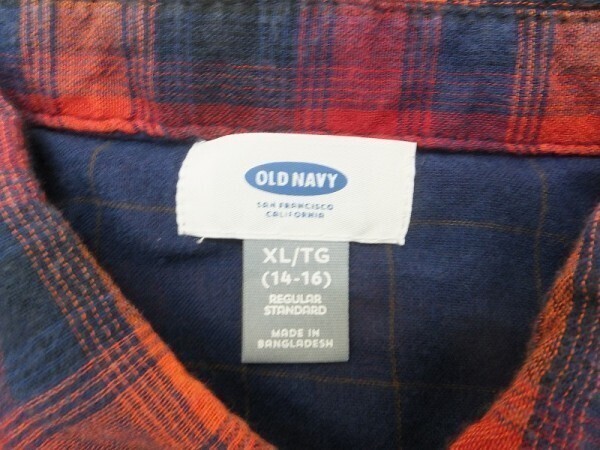 OLD NAVY
SAN FRANCISCO
CALIFORNIA
XL/TG
(14-16)
REGULAR
STANDARD
MADE IN
BANGLADESH